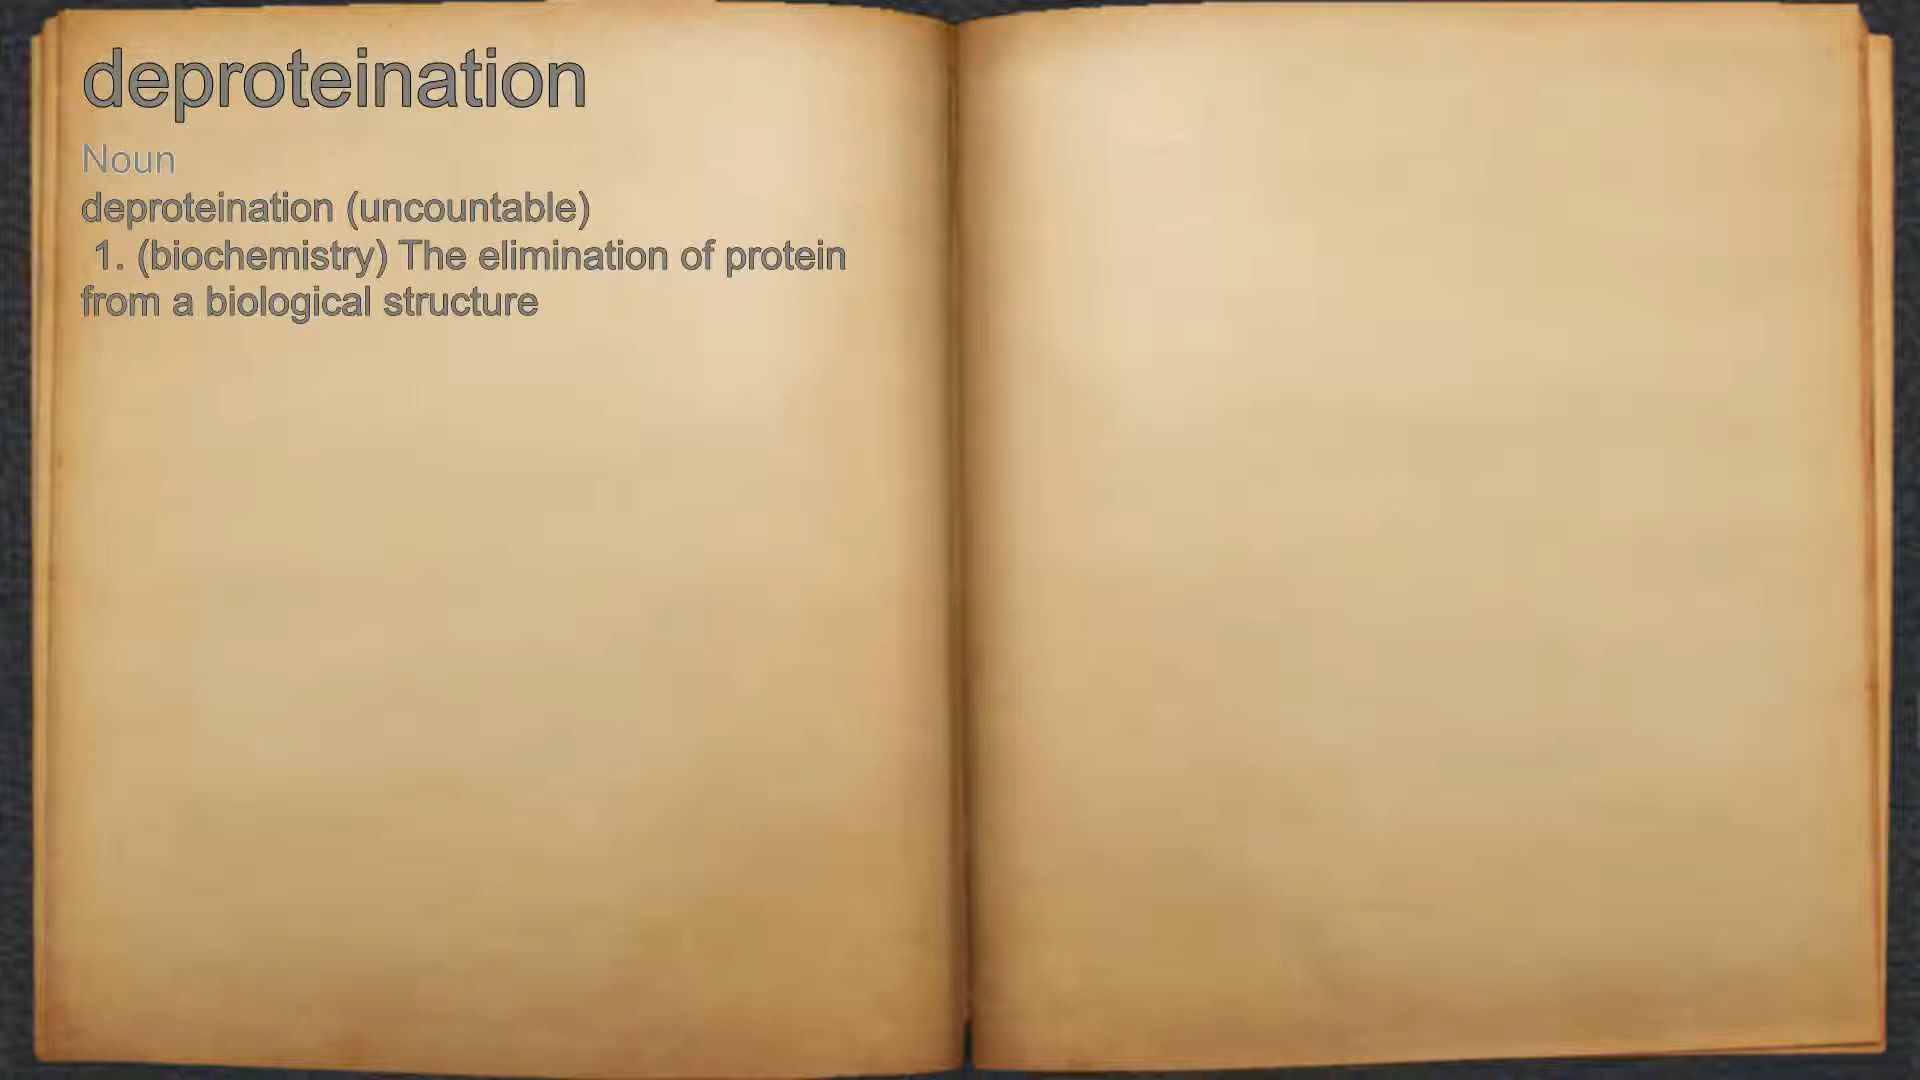 deproteination
Noun
deproteination (uncountable)
1. (biochemistry) The elimination of protein
from a biological structure